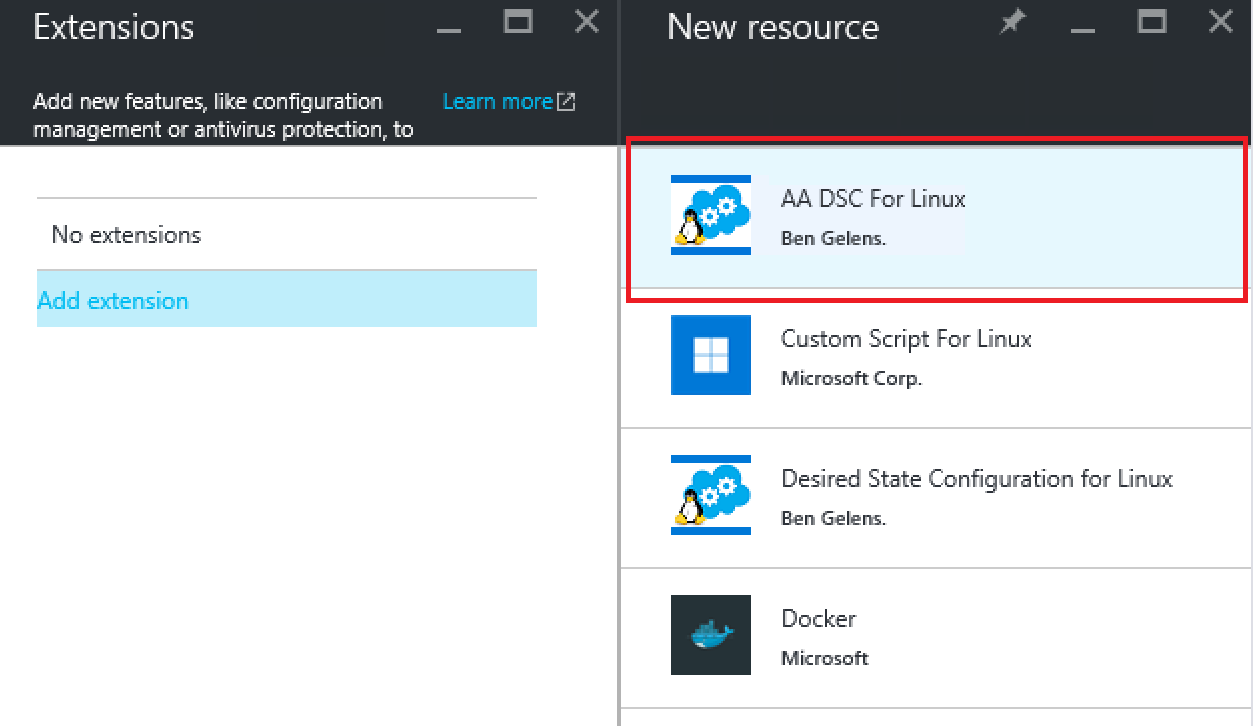 Extensions
Add new features, like configuration
management or antivirus protection, to
Learn more
No extensions
Add extension
New resource
AA DSC For Linux
Ben Gelens.
Custom Script For Linux
Microsoft Corp.
Desired State Configuration for Linux
Ben Gelens.
Docker
Microsoft